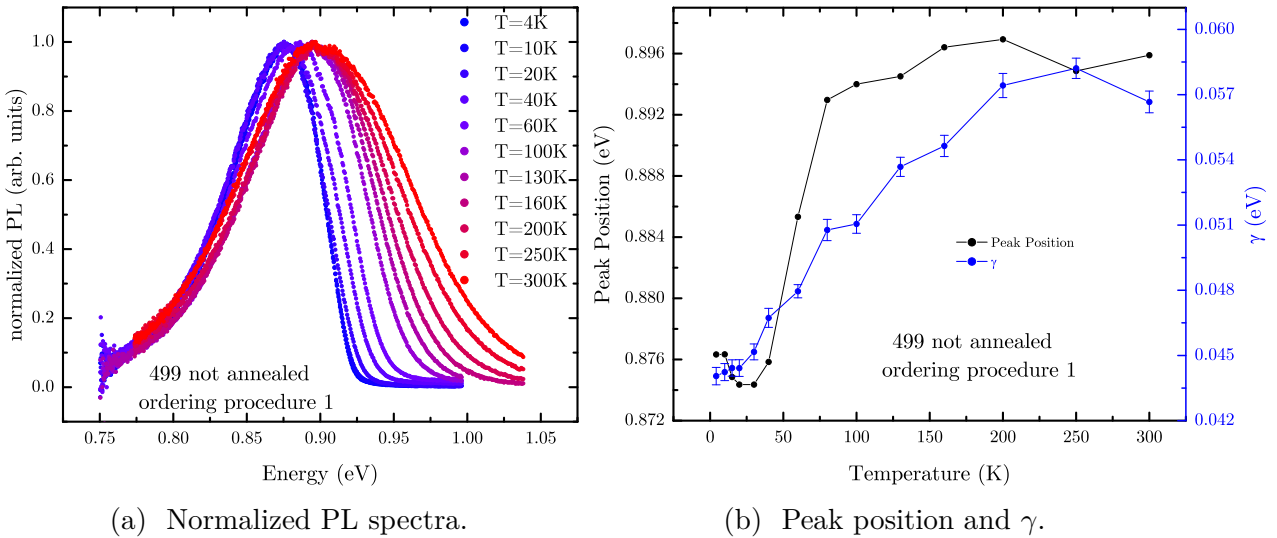 normalized PL (arb. units)
1.0
0.8
0.6
0.4
0.2
0.0
T=4K
T=10K
T=20K
T=40K
T=60K
T=100K
T=130K
T=160K
T=200K
T=250K
T=300K
499 not annealed
ordering procedure 1
0.75 0.80 0.85 0.90 0.95 1.00 1.05
Energy (eV)
(a) Normalized PL spectra.
Peak Position (eV)
0.896
0.892
0.888
0.884
0.880
0.876
0.872
Peak Position
γ
499 not annealed
ordering procedure 1
0 50 100 150 200 250 300
Temperature (K)
0.060
0.057
0.054
0.051
0.048
0.045
0.042
γ (eV)
(b) Peak position and γ.